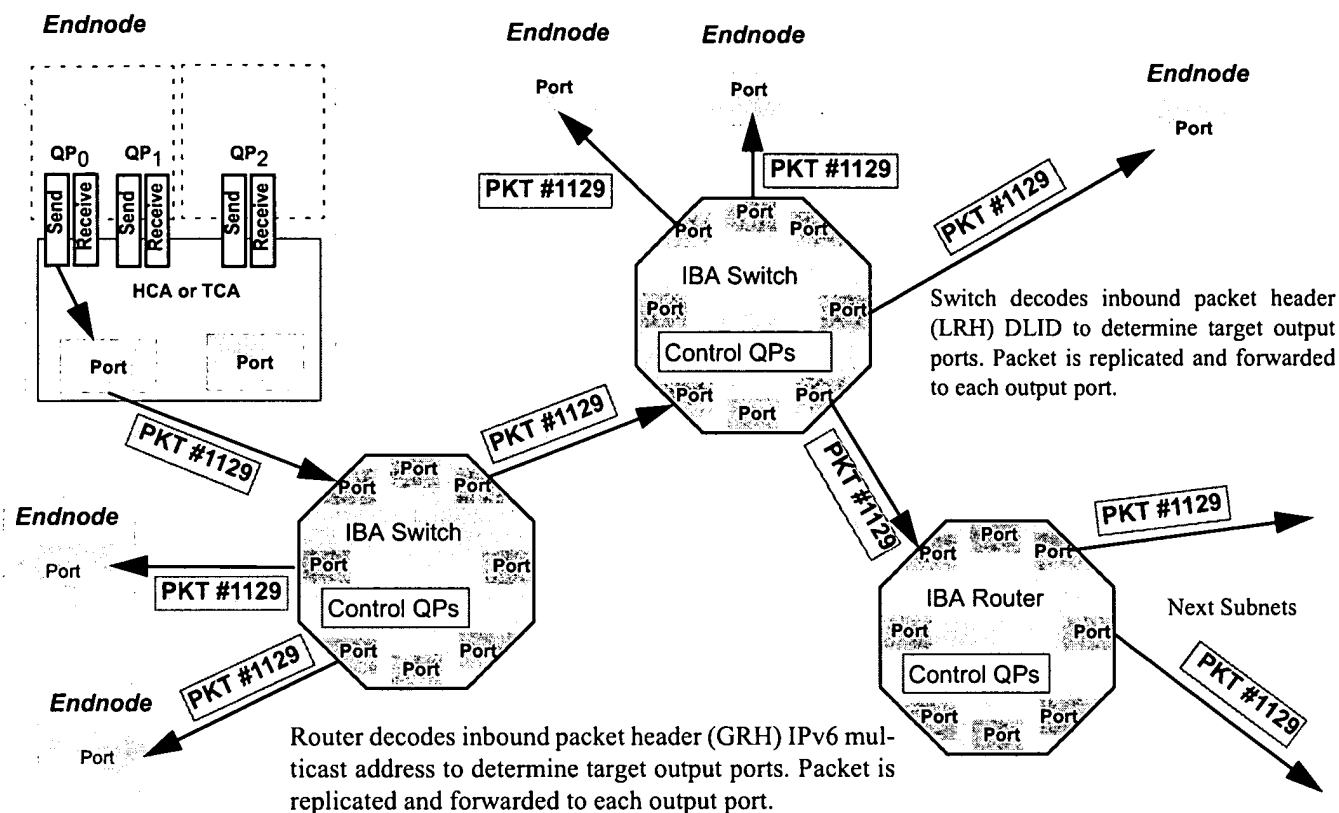 Endnode
QP0 QP1 QP2
Send Receive Send Receive Send Receive
HCA or TCA
Port Port
PKT #1129
Endnode
Port
PKT #1129
Endnode
Port
PKT #1129
Endnode
Port
PKT #1129
Port Port Port
IBA Switch
Port Port
Control QPs
Port Port Port
Switch decodes inbound packet header
(LRH) DLID to determine target output
ports. Packet is replicated and forwarded
to each output port.
PKT #1129
PKT #1129
Port Port Port
IBA Switch
Port Port
Control QPs
Port Port Port
Endnode
Port
PKT #1129
Endnode
Port
PKT #1129
Port Port Port
IBA Router
Port Port
Control QPs
Port Port Port
PKT #1129
Next Subnets
PKT #1129
Router decodes inbound packet header (GRH) IPv6 mul-
ticast address to determine target output ports. Packet is
replicated and forwarded to each output port.